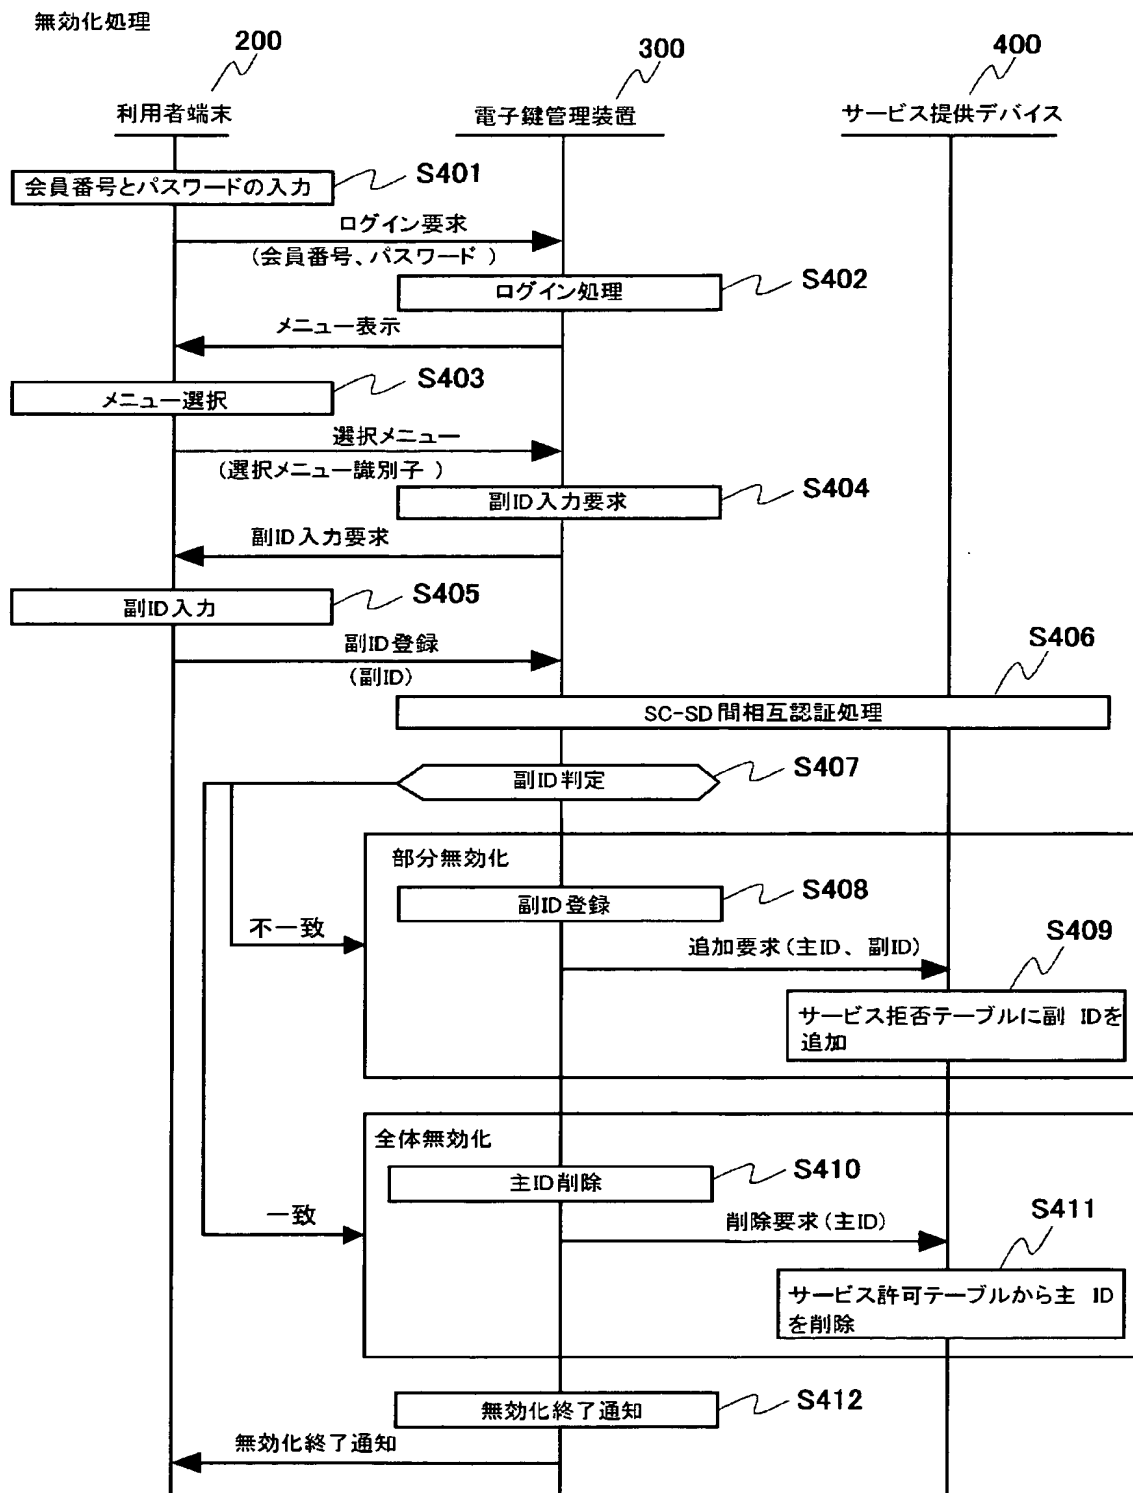 無効化処理
200
300
400
利用者端末
電子鍵管理装置
サービス提供デバイス
会員番号とパスワードの入力
S401
ログイン要求
(会員番号、パスワード )
ログイン処理
S402
メニュー表示
メニュー選択
S403
選択メニュー
(選択メニュー識別子 )
副ID入力要求
S404
副ID入力要求
副ID入力
S405
副ID登録
(副ID)
S406
SC-SD間相互認証処理
副ID判定
S407
部分無効化
副ID登録
S408
不一致
追加要求(主ID、 副ID)
S409
サービス拒否テーブルに副 IDを
追加
全体無効化
主ID削除
S410
一致
削除要求(主ID)
S411
サービス許可テーブルから主 ID
を削除
無効化終了通知
S412
無効化終了通知